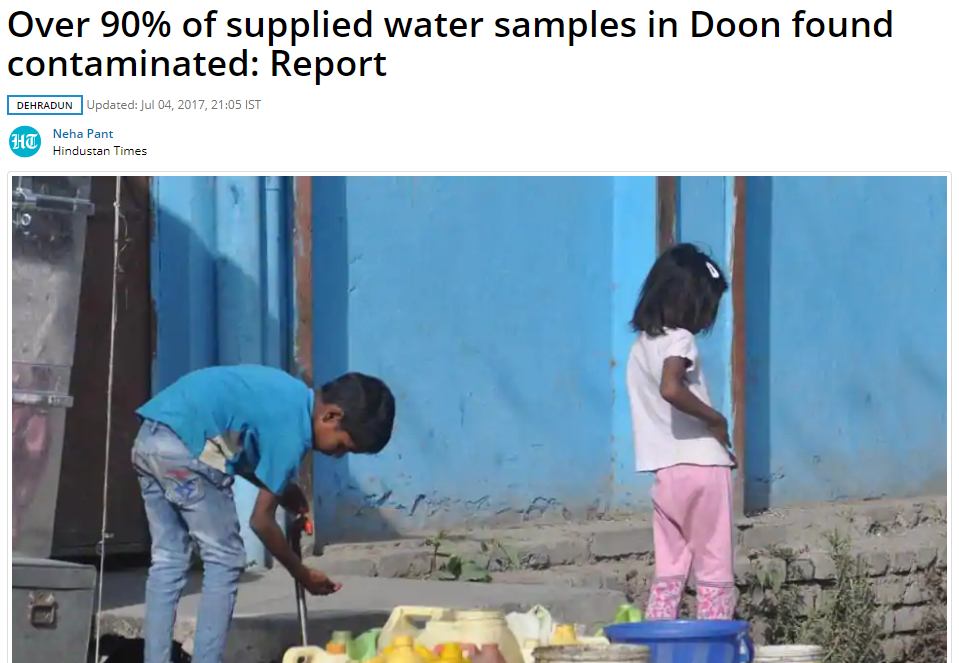 Over 90% of supplied water samples in Doon found
contaminated: Report
DEHRADUN Updated: Jul 04, 2017, 21:05 IST
HT Neha Pant
Hindustan Times